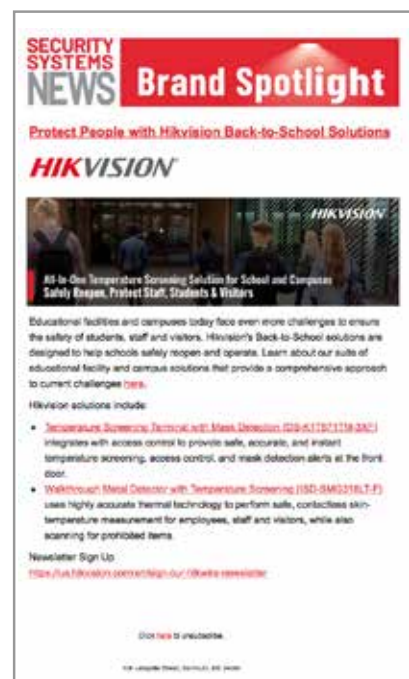 SECURITY
SYSTEMS
NEWS
Brand Spotlight
Protect People with Hikvision Back-to-School Solutions
HIKVISION
HIKVISION
All-In-One Temperature Screening Solution for School and Campuses
Safely Reopen, Protect Staff, Students & Visitors
Educational facilities and campuses today face even more challenges to ensure
the safety of students, staff and visitors. Hikvision's Back-to-School solutions are
designed to help schools safely reopen and operate. Learn about our suite of
educational facility and campus solutions that provide a comprehensive approach
to current challenges here.
Hikvision solutions include:
• Temperature Screening Terminal with Mask Detection
integrates with access control to provide safe, accurate, and instant
temperature screening, access control, and mask detection alerts at the front
door.
• Walkthrough Metal Detector with Temperature Screening
uses highly accurate thermal technology to perform safe, contactless skin-
temperature measurement for employees, staff and visitors, while also
scanning for prohibited items.
Newsletter Sign Up
Click here to unsubscribe.